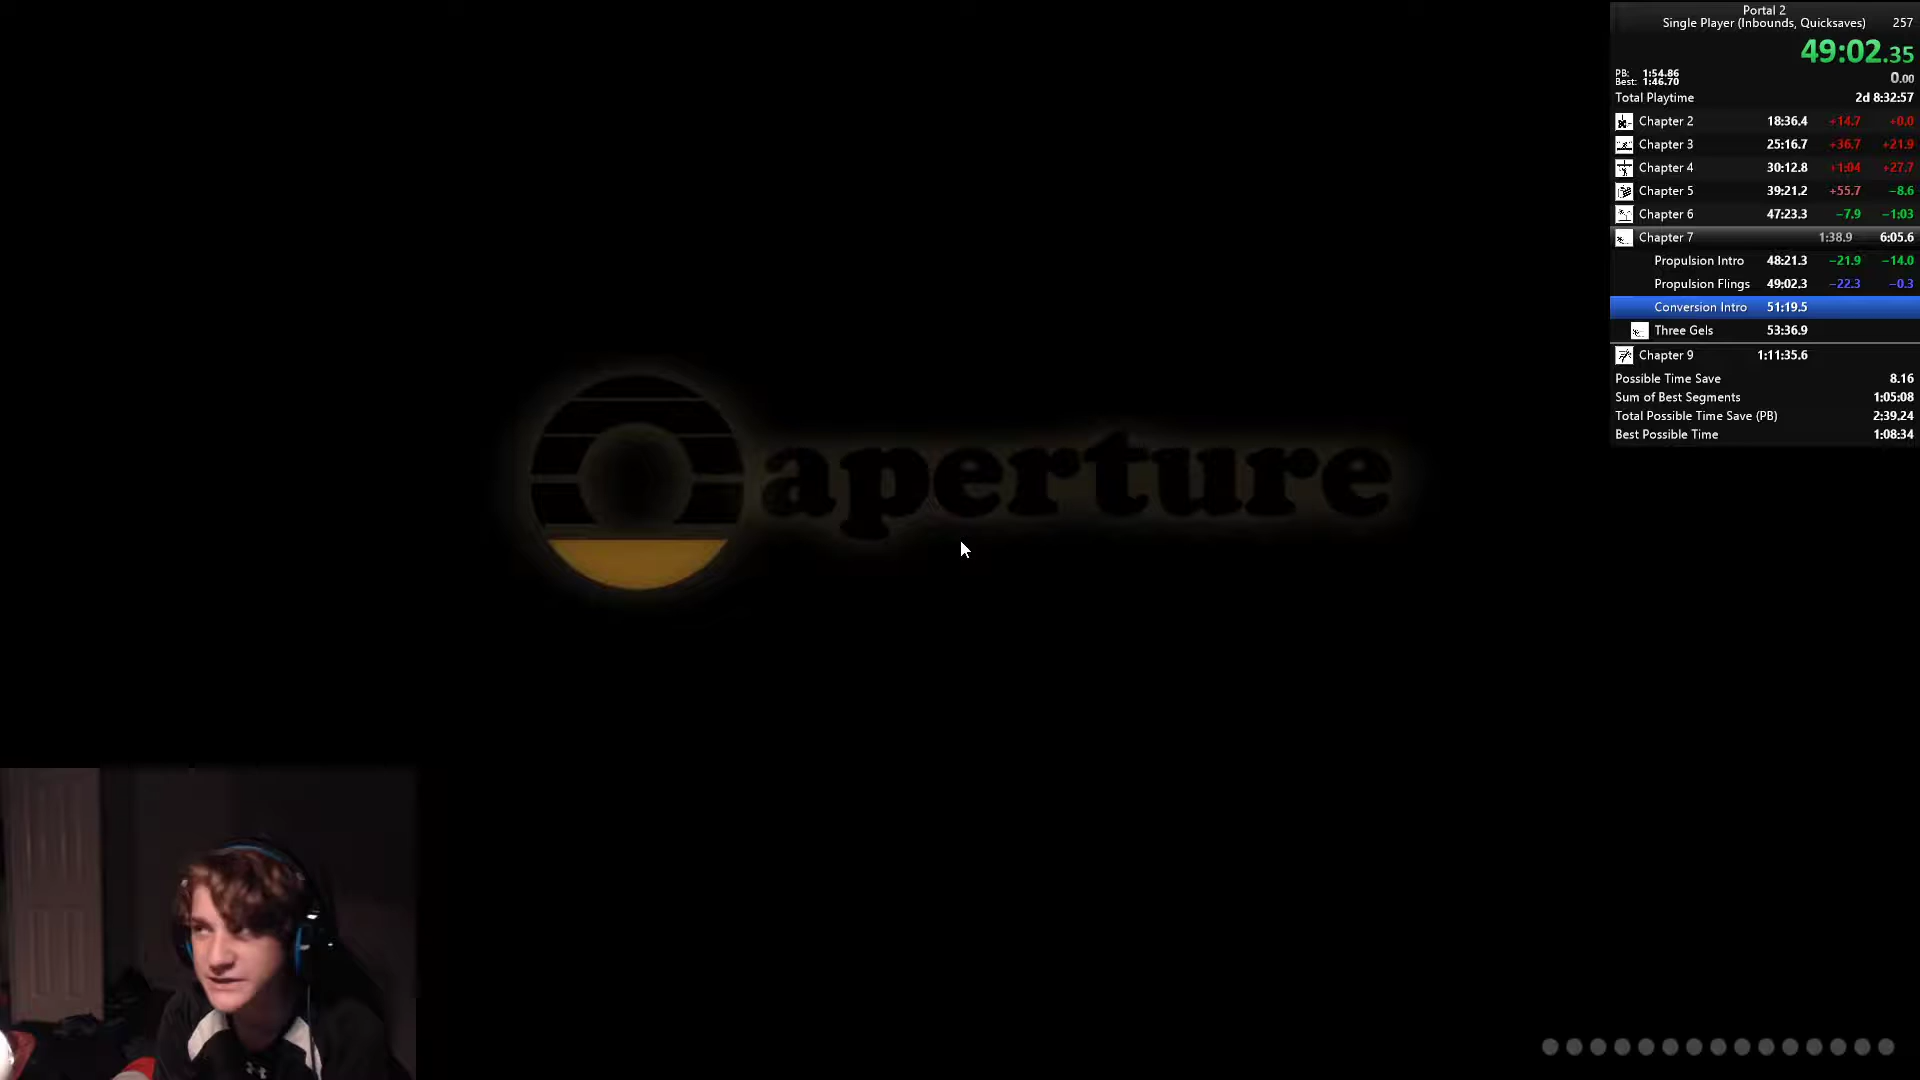 Portal 2
Single Player (Inbounds, Quicksaves) 257
49:02.35
PB: 1:54.86 0.00
Best: 1:46.70
Total Playtime 2d 8:32:57
Chapter 2 18:36.4 +14.7 +0.0
Chapter 3 25:16.7 +36.7 +21.9
Chapter 4 30:12.8 +1:04 +27.7
Chapter 5 39:21.2 +55.7 −8.6
Chapter 6 47:23.3 −7.9 −1:03
Chapter 7 1:38.9 6:05.6
Propulsion Intro 48:21.3 −21.9 −14.0
Propulsion Flings 49:02.3 −22.3 −0.3
Conversion Intro 51:19.5
Three Gels 53:36.9
Chapter 9 1:11:35.6
Possible Time Save 8.16
Sum of Best Segments 1:05:08
Total Possible Time Save (PB) 2:39.24
Best Possible Time 1:08:34
aperture